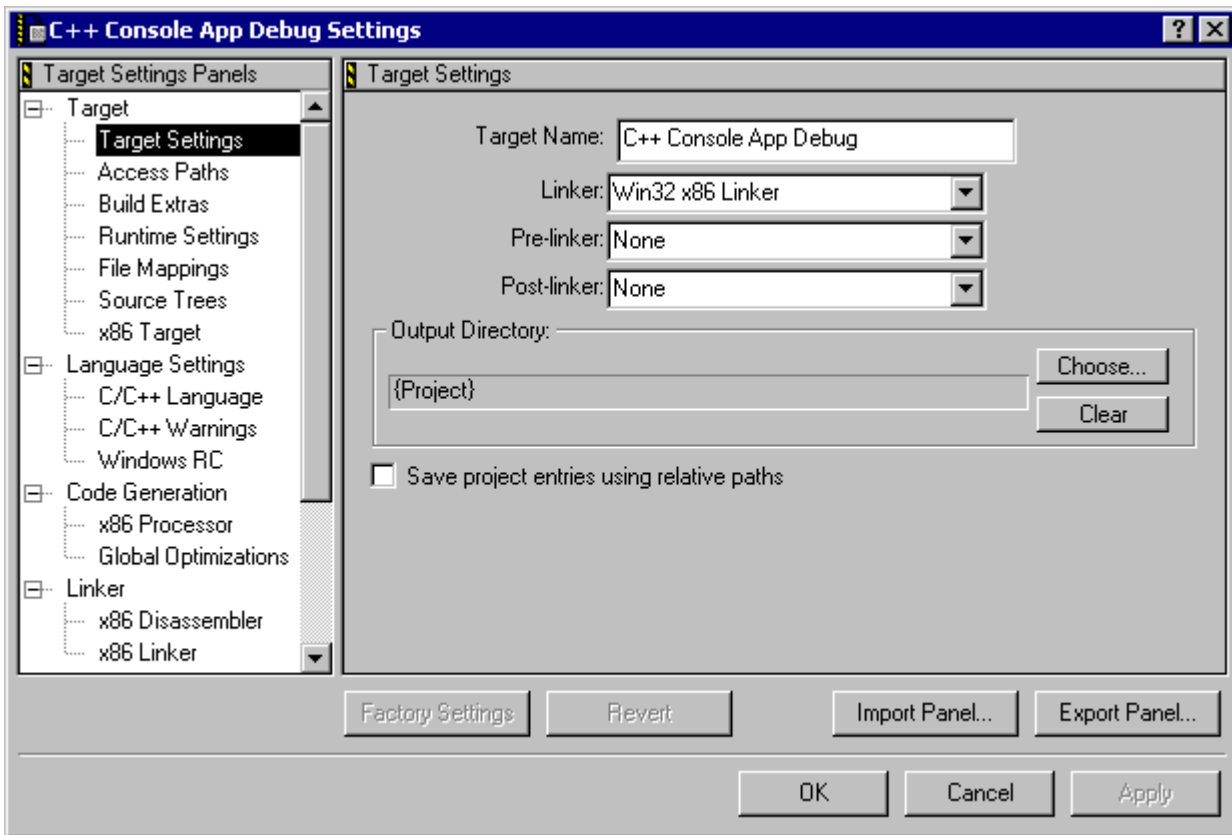 C++ Console App Debug Settings
Target Settings Panels
Target
Target Settings
Access Paths
Build Extras
Runtime Settings
File Mappings
Source Trees
x86 Target
Language Settings
C/C++ Language
C/C++ Warnings
Windows RC
Code Generation
x86 Processor
Global Optimizations
Linker
x86 Disassembler
x86 Linker
Target Settings
Target Name: C++ Console App Debug
Linker: Win32 x86 Linker
Pre-linker: None
Post-linker: None
Output Directory:
{Project}
Choose...
Clear
Save project entries using relative paths
Factory Settings Revert Import Panel... Export Panel...
OK Cancel Apply